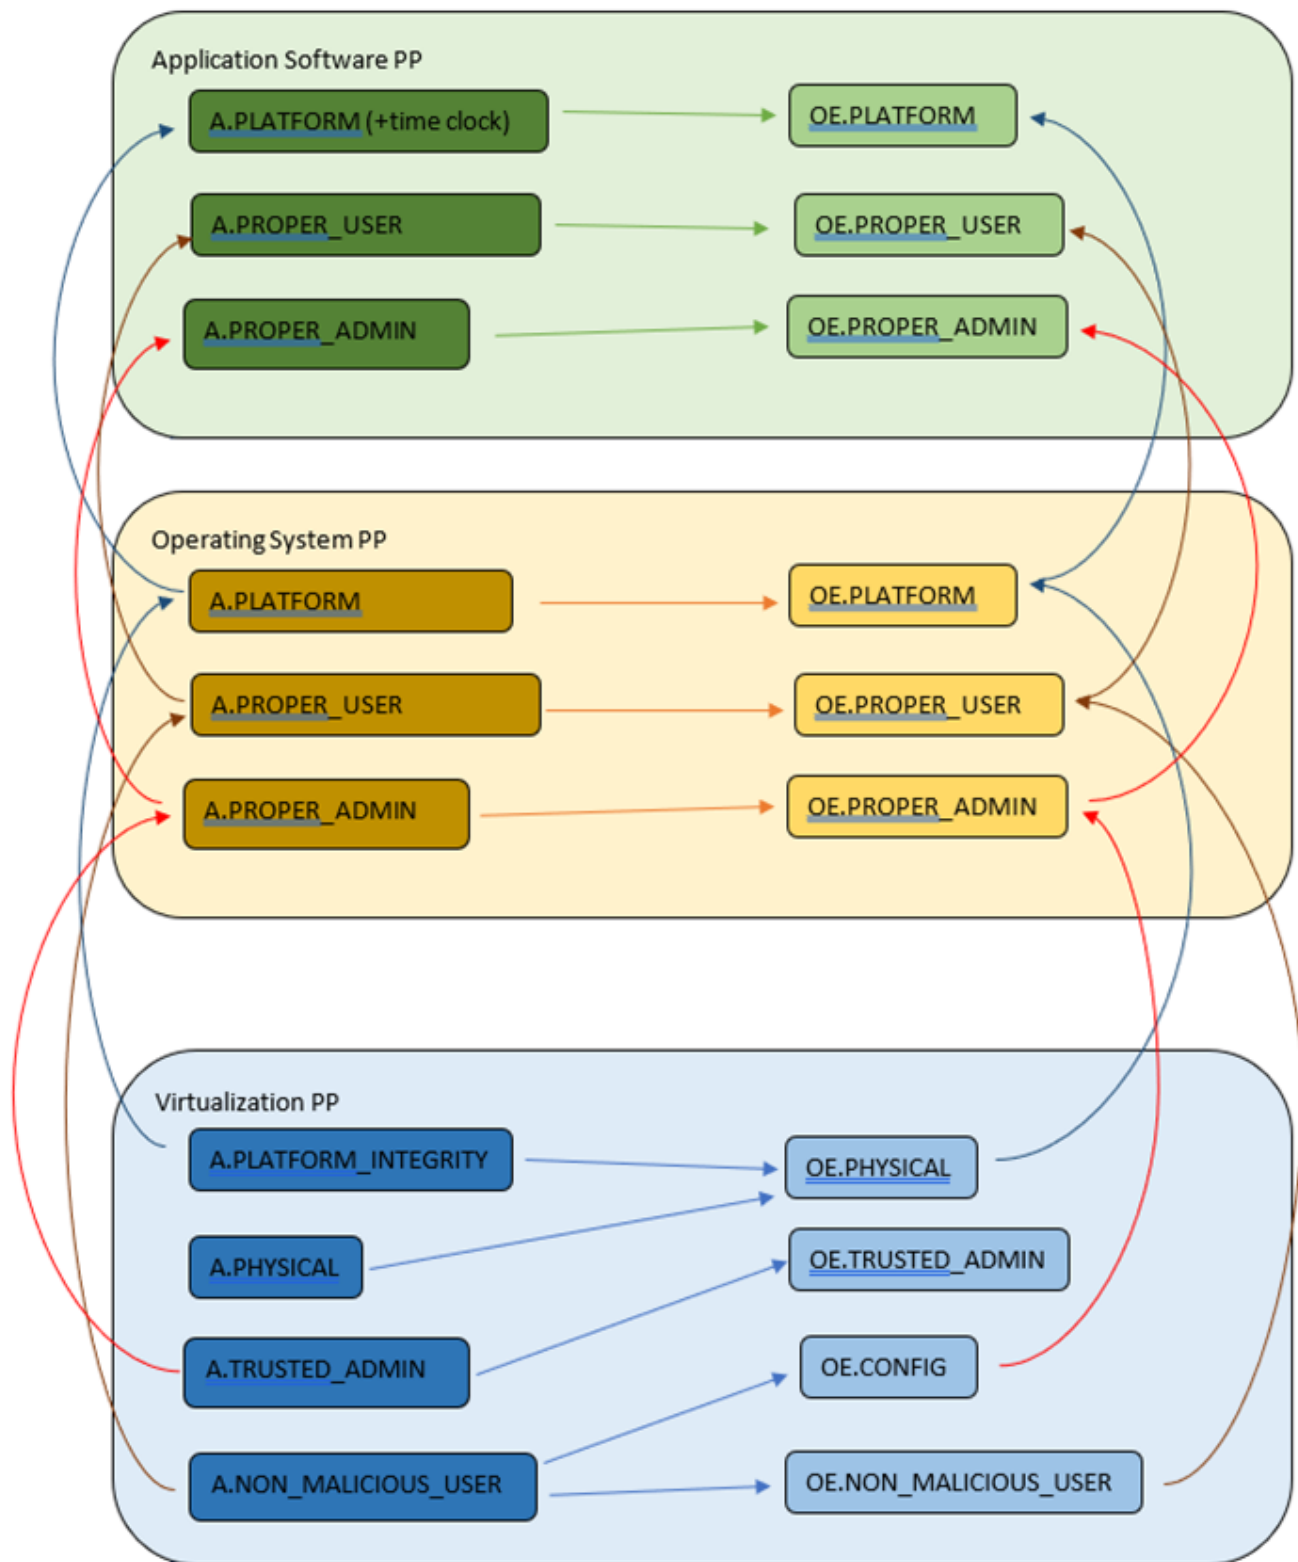 Application Software PP
A.PLATFORM (+time clock)
OE.PLATFORM
A.PROPER_USER
OE.PROPER_USER
A.PROPER_ADMIN
OE.PROPER_ADMIN
Operating System PP
A.PLATFORM
OE.PLATFORM
A.PROPER_USER
OE.PROPER_USER
A.PROPER_ADMIN
OE.PROPER_ADMIN
Virtualization PP
A.PLATFORM_INTEGRITY
OE.PHYSICAL
A.PHYSICAL
OE.TRUSTED_ADMIN
A.TRUSTED_ADMIN
OE.CONFIG
A.NON_MALICIOUS_USER
OE.NON_MALICIOUS_USER